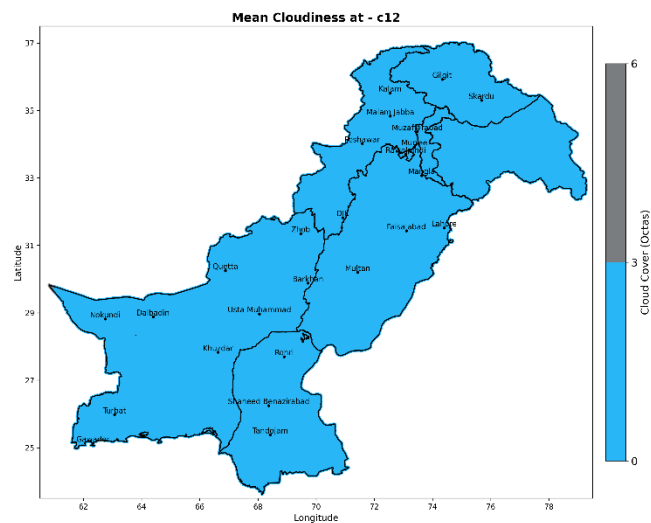 Mean Cloudiness at - c12
37
35
33
31
29
27
25
Latitude
Gilgit
Kalam
Skardu
Malam Jabba
Muzaffarabad
Peshawar
Murree
Rawalpindi
Mangla
DIK
Zhob
Faisalabad
Lahore
Quetta
Multan
Barkhan
Nokundi
Dalbadin
Usta Muhammad
Khuzdar
Rohri
Shaheed Benazirabad
Turbat
Tandojam
Gawadar
62
64
66
68
70
72
74
76
78
Longitude
6
3
0
Cloud Cover (Octas)